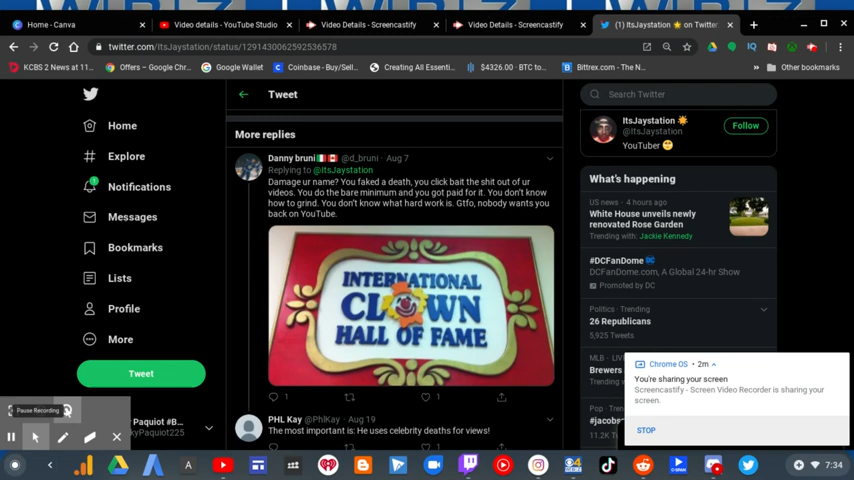 Home - Canva
Video details - YouTube Studio
Video Details - Screencastify
Video Details - Screencastify
(1) ItsJaystation 🌟 on Twitter
twitter.com/ItsJaystation/status/1291430062592536578
KCBS 2 News at 11...
Offers – Google Chr...
Google Wallet
Coinbase - Buy/Sell...
Creating All Essenti...
$4326.00 · BTC to...
Bittrex.com - The N...
Other bookmarks
Home
Explore
1
Notifications
Messages
Bookmarks
Lists
Profile
More
Tweet
Pause Recording
Paquiot #B...
kyPaquiot225
Tweet
More replies
Danny bruni🇮🇹🇨🇦 @d_bruni · Aug 7
Replying to @ItsJaystation
Damage ur name? You faked a death, you click bait the shit out of ur
videos. You do the bare minimum and you got paid for it. You don't know
how to grind. You don't know what hard work is. Gtfo, nobody wants you
back on YouTube.
INTERNATIONAL
CLOWN
HALL OF FAME
1
1
PHL Kay @PhlKay · Aug 19
The most important is: He uses celebrity deaths for views!
Search Twitter
ItsJaystation 🌟
@ItsJaystation
Follow
YouTuber
What's happening
US news · 4 hours ago
White House unveils newly
renovated Rose Garden
Trending with: Jackie Kennedy
#DCFanDome
DCFanDome.com, A Global 24-hr Show
Promoted by DC
Politics · Trending
26 Republicans
5,925 Tweets
MLB - LIV
Brewers
Pop · Tren
#jacobs
11.2K T
Chrome OS • 2m
You're sharing your screen
Screencastify - Screen Video Recorder is sharing your
screen.
STOP
7:34